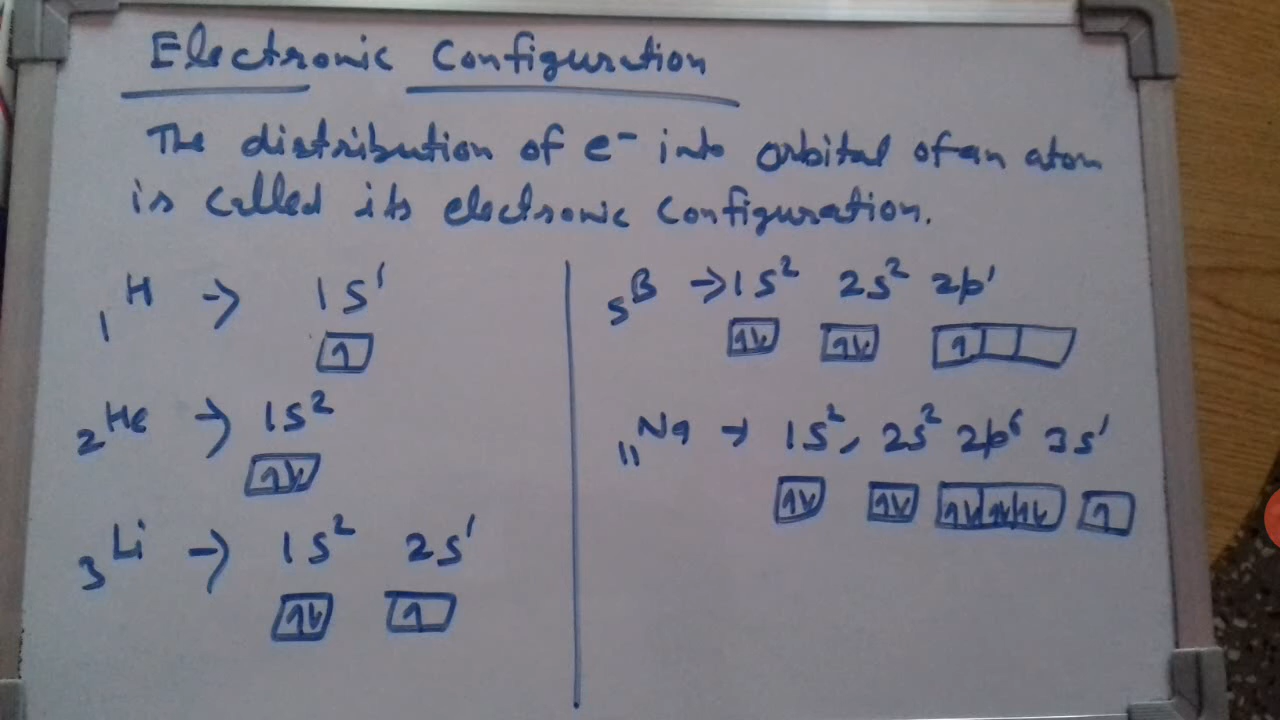 Electronic Configuration
The distribution of e⁻ into orbital of an atom
is called its electronic configuration.
₁H → 1s¹
↿
₂He → 1s²
↿⇂
₃Li → 1s² 2s¹
↿⇂ ↿
₅B → 1s² 2s² 2p¹
↿⇂ ↿⇂ ↿
₁₁Na → 1s², 2s² 2p⁶ 3s¹
↿⇂ ↿⇂ ↿⇂ ↿⇂ ↿⇂ ↿